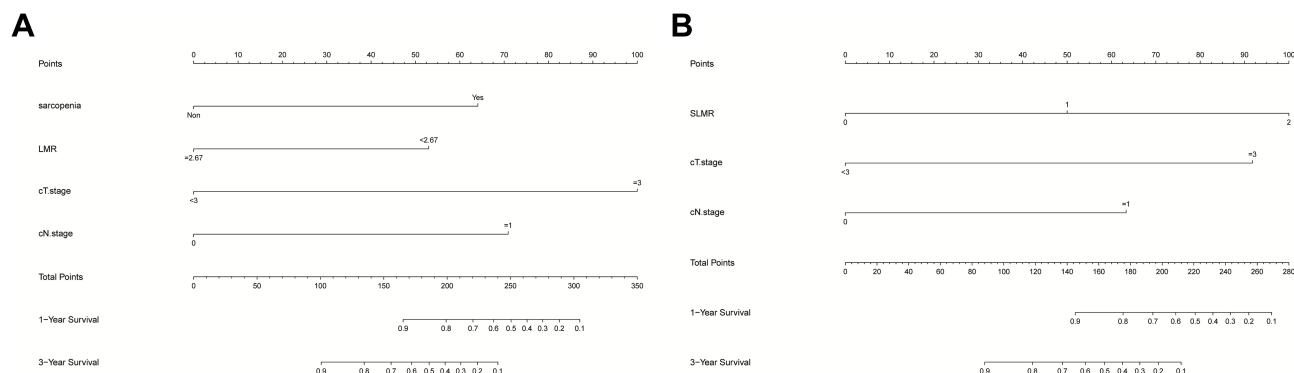 A
Points
0 10 20 30 40 50 60 70 80 90 100
sarcopenia
Non
Yes
LMR
=2.67
<2.67
cT.stage
<3
=3
cN.stage
0
=1
Total Points
0 50 100 150 200 250 300 350
1−Year Survival
0.9 0.8 0.7 0.6 0.5 0.4 0.3 0.2 0.1
3−Year Survival
0.9 0.8 0.7 0.6 0.5 0.4 0.3 0.2 0.1
B
Points
0 10 20 30 40 50 60 70 80 90 100
SLMR
0
1
2
cT.stage
<3
=3
cN.stage
0
=1
Total Points
0 20 40 60 80 100 120 140 160 180 200 220 240 260 280
1−Year Survival
0.9 0.8 0.7 0.6 0.5 0.4 0.3 0.2 0.1
3−Year Survival
0.9 0.8 0.7 0.6 0.5 0.4 0.3 0.2 0.1